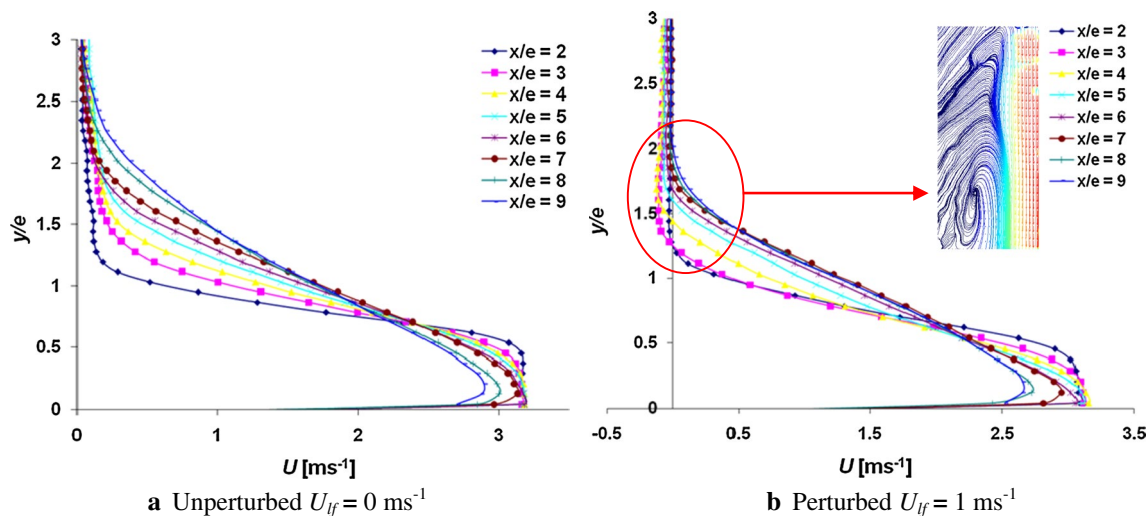 3
2.5
2
1.5
1
0.5
0
y/e
0
1
2
3
U [ms-1]
x/e = 2
x/e = 3
x/e = 4
x/e = 5
x/e = 6
x/e = 7
x/e = 8
x/e = 9
a Unperturbed Ulf = 0 ms-1
3
2.5
2
1.5
1
0.5
0
y/e
-0.5
0.5
1.5
2.5
3.5
U [ms-1]
x/e = 2
x/e = 3
x/e = 4
x/e = 5
x/e = 6
x/e = 7
x/e = 8
x/e = 9
b Perturbed Ulf = 1 ms-1